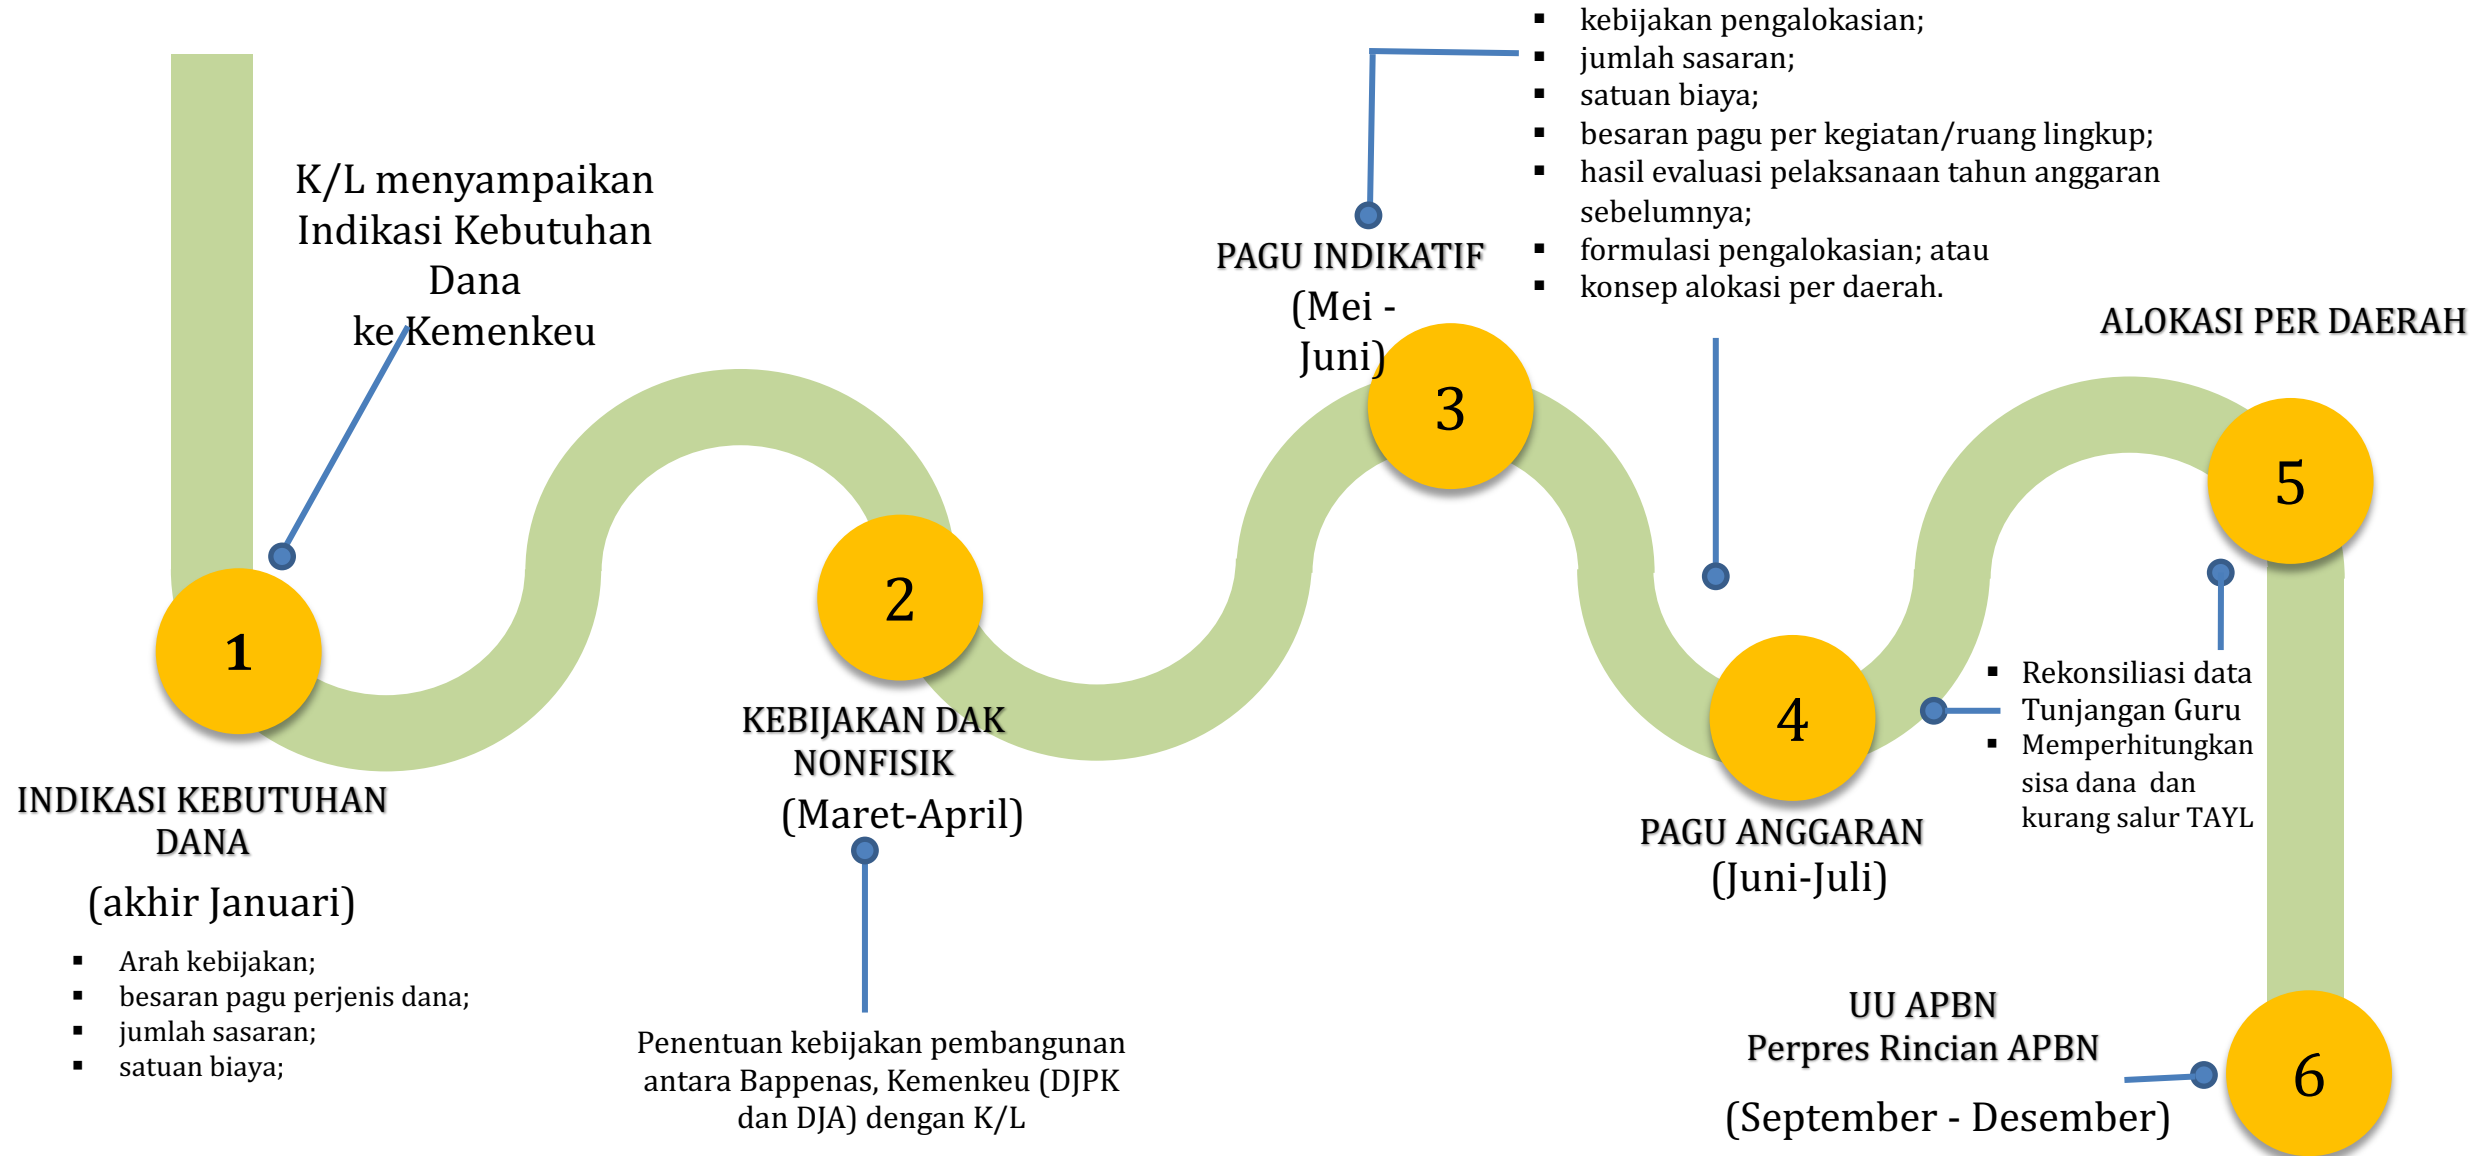 K/L menyampaikan
Indikasi Kebutuhan
Dana
ke Kemenkeu
1
INDIKASI KEBUTUHAN
DANA
(akhir Januari)
▪ Arah kebijakan;
▪ besaran pagu perjenis dana;
▪ jumlah sasaran;
▪ satuan biaya;
2
KEBIJAKAN DAK
NONFISIK
(Maret-April)
Penentuan kebijakan pembangunan
antara Bappenas, Kemenkeu (DJPK
dan DJA) dengan K/L
▪ kebijakan pengalokasian;
▪ jumlah sasaran;
▪ satuan biaya;
▪ besaran pagu per kegiatan/ruang lingkup;
▪ hasil evaluasi pelaksanaan tahun anggaran
sebelumnya;
▪ formulasi pengalokasian; atau
▪ konsep alokasi per daerah.
PAGU INDIKATIF
(Mei -
Juni)
3
4
PAGU ANGGARAN
(Juni-Juli)
ALOKASI PER DAERAH
5
▪ Rekonsiliasi data
Tunjangan Guru
▪ Memperhitungkan
sisa dana dan
kurang salur TAYL
UU APBN
Perpres Rincian APBN
(September - Desember)
6